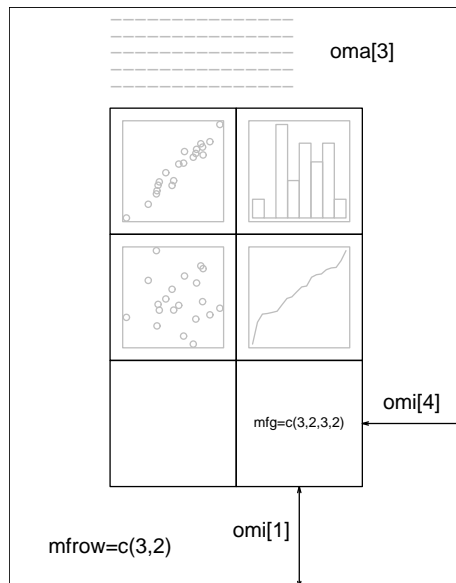 oma[3]
mfg=c(3,2,3,2)
omi[4]
omi[1]
mfrow=c(3,2)